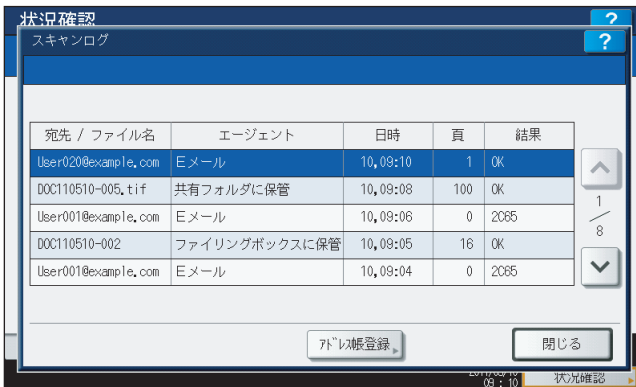 状況確認 ?
スキャンログ ?
宛先 / ファイル名 エージェント 日時 頁 結果
User020@example.com Eメール 10,09:10 1 OK
DOC110510-005.tif 共有フォルダに保管 10,09:08 100 OK
User001@example.com Eメール 10,09:06 0 2C65
DOC110510-002 ファイリングボックスに保管 10,09:05 16 OK
User001@example.com Eメール 10,09:04 0 2C65
1
8
アドレス帳登録 閉じる
09 : 10 状況確認